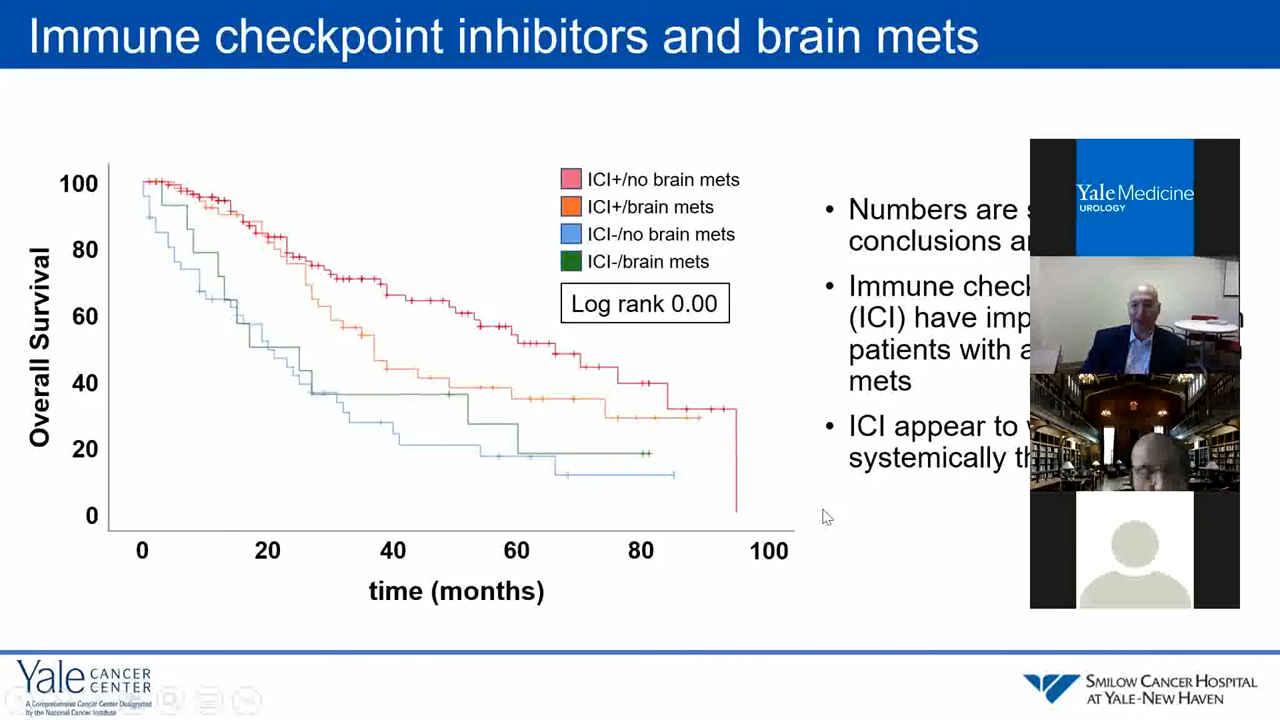 Immune checkpoint inhibitors and brain mets
100
80
60
40
20
0
Overall Survival
0 20 40 60 80 100
time (months)
ICI+/no brain mets
ICI+/brain mets
ICI-/no brain mets
ICI-/brain mets
Log rank 0.00
• Numbers are
conclusions
• Immune
(ICI) have
patients with
mets
• ICI appear to
systemically
Yale Medicine
UROLOGY
Yale CANCER
CENTER
A Comprehensive Cancer Center Designated
by the National Cancer Institute
SMILOW CANCER HOSPITAL
AT YALE-NEW HAVEN